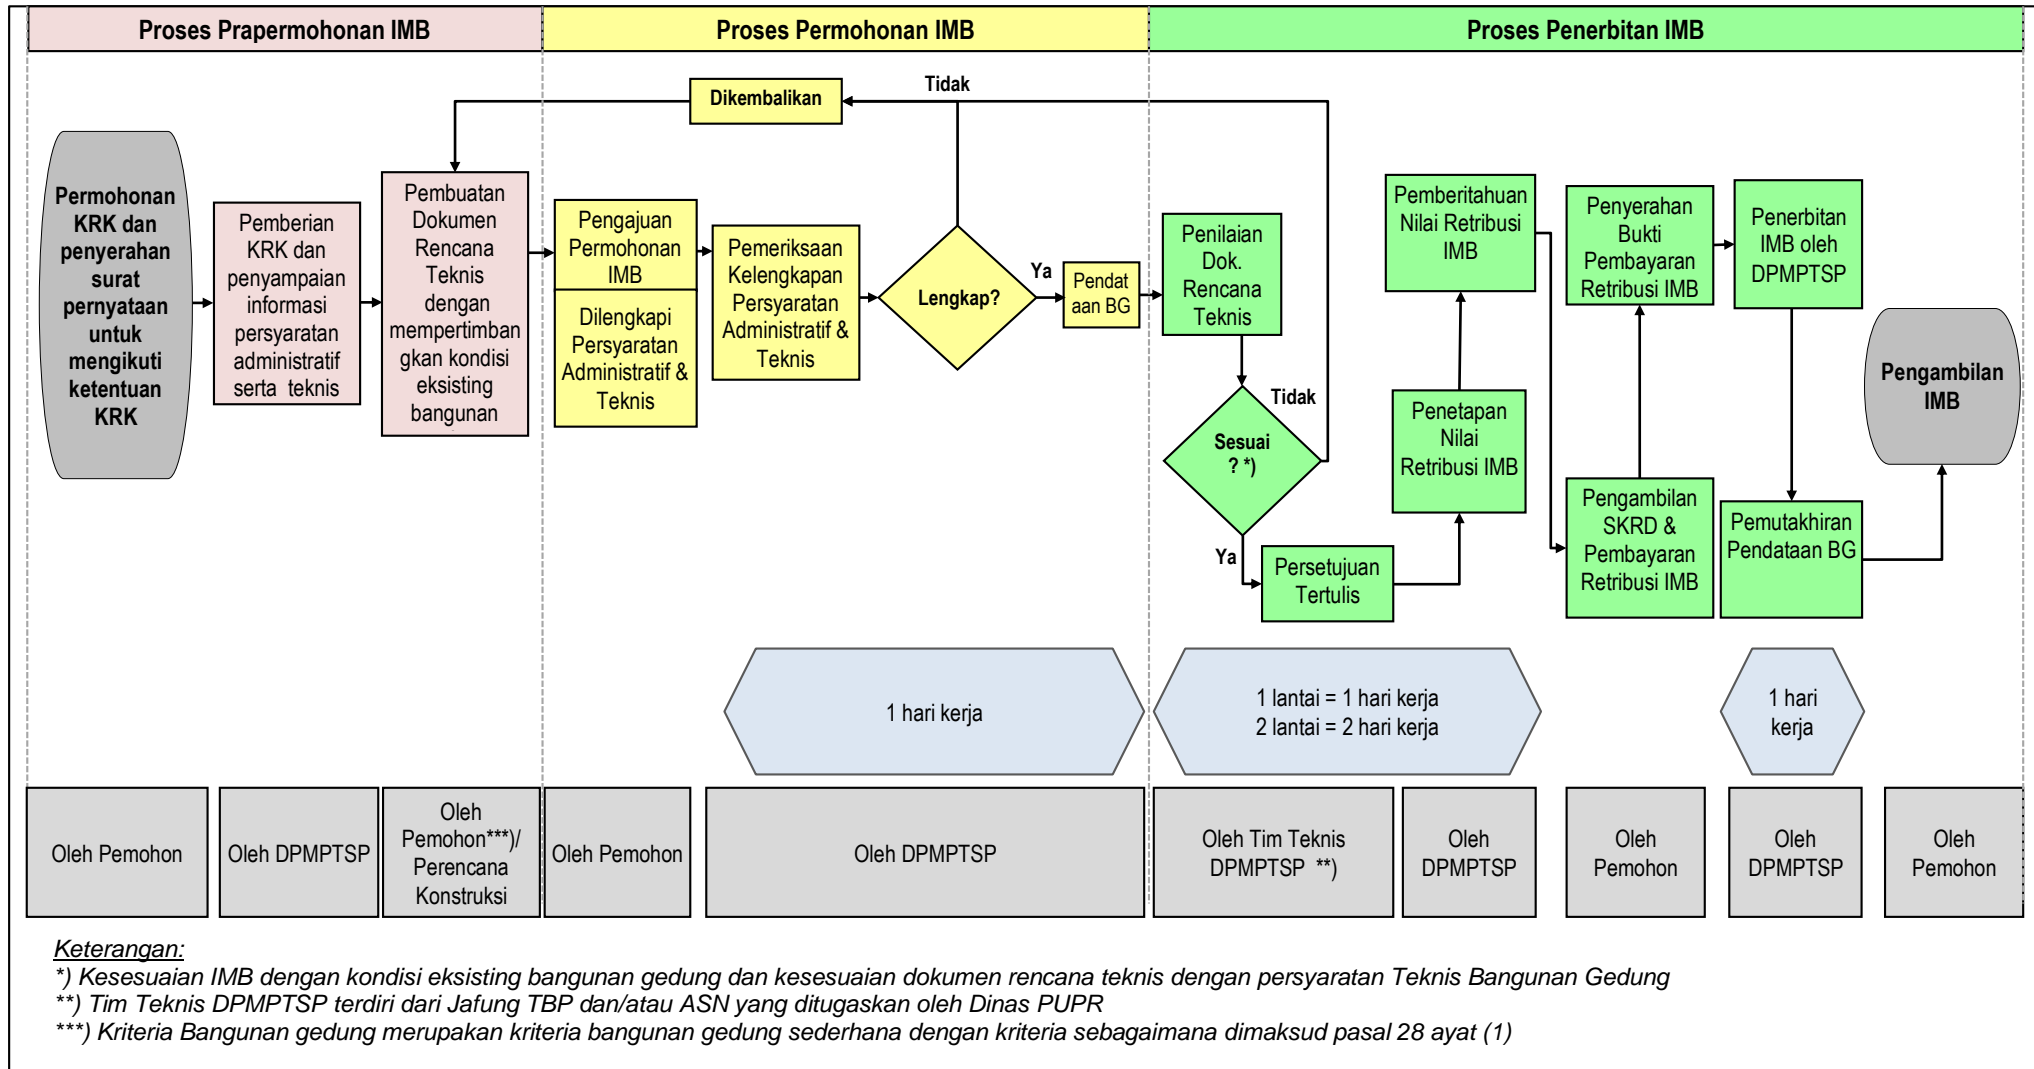 Proses Prapermohonan IMB
Proses Permohonan IMB
Proses Penerbitan IMB
Permohonan
KRK dan
penyerahan
surat
pernyataan
untuk
mengikuti
ketentuan
KRK
Pemberian
KRK dan
penyampaian
informasi
persyaratan
administratif
serta teknis
Pembuatan
Dokumen
Rencana
Teknis
dengan
mempertimban
gkan kondisi
eksisting
bangunan
Dikembalikan
Tidak
Pengajuan
Permohonan
IMB
Dilengkapi
Persyaratan
Administratif &
Teknis
Pemeriksaan
Kelengkapan
Persyaratan
Administratif &
Teknis
Lengkap?
Ya
Pendat
aan BG
Penilaian
Dok.
Rencana
Teknis
Tidak
Sesuai
? *)
Ya
Persetujuan
Tertulis
Penetapan
Nilai
Retribusi IMB
Pemberitahuan
Nilai Retribusi
IMB
Pengambilan
SKRD &
Pembayaran
Retribusi IMB
Penyerahan
Bukti
Pembayaran
Retribusi IMB
Penerbitan
IMB oleh
DPMPTSP
Pemutakhiran
Pendataan BG
Pengambilan
IMB
1 hari kerja
1 lantai = 1 hari kerja
2 lantai = 2 hari kerja
1 hari
kerja
Oleh Pemohon
Oleh DPMPTSP
Oleh
Pemohon***)/
Perencana
Konstruksi
Oleh Pemohon
Oleh DPMPTSP
Oleh Tim Teknis
DPMPTSP **)
Oleh
DPMPTSP
Oleh
Pemohon
Oleh
DPMPTSP
Oleh
Pemohon
Keterangan:
*) Kesesuaian IMB dengan kondisi eksisting bangunan gedung dan kesesuaian dokumen rencana teknis dengan persyaratan Teknis Bangunan Gedung
**) Tim Teknis DPMPTSP terdiri dari Jafung TBP dan/atau ASN yang ditugaskan oleh Dinas PUPR
***) Kriteria Bangunan gedung merupakan kriteria bangunan gedung sederhana dengan kriteria sebagaimana dimaksud pasal 28 ayat (1)